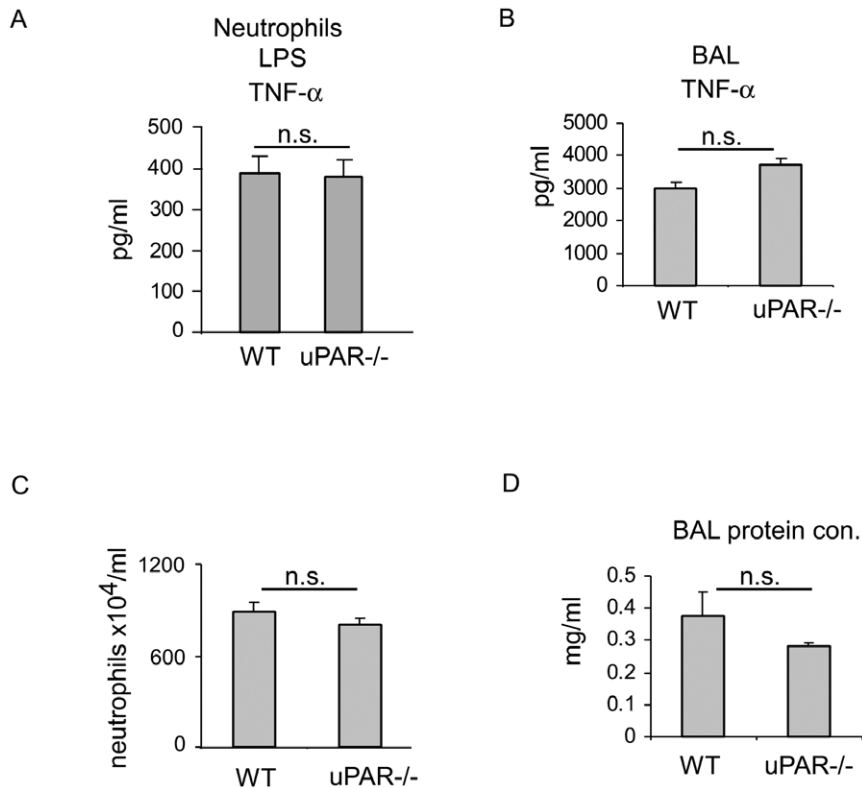 A
Neutrophils
LPS
TNF-α
pg/ml
500
400
300
200
100
0
n.s.
WT uPAR-/-
B
BAL
TNF-α
pg/ml
5000
4000
3000
2000
1000
0
n.s.
WT uPAR-/-
C
neutrophils x10⁴/ml
1200
600
0
n.s.
WT uPAR-/-
D
BAL protein con.
mg/ml
0.5
0.4
0.3
0.2
0.1
0
n.s.
WT uPAR-/-